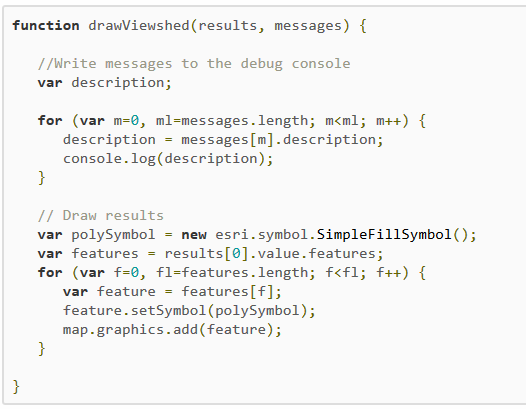 function drawViewshed(results, messages) {
//Write messages to the debug console
var description;
for (var m=0, ml=messages.length; m<ml; m++) {
description = messages[m].description;
console.log(description);
}
// Draw results
var polySymbol = new esri.symbol.SimpleFillSymbol();
var features = results[0].value.features;
for (var f=0, fl=features.length; f<fl; f++) {
var feature = features[f];
feature.setSymbol(polySymbol);
map.graphics.add(feature);
}
}